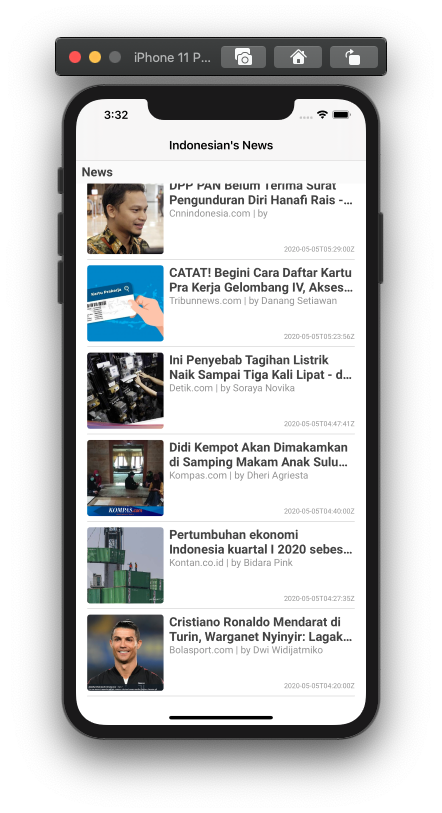 iPhone 11 P...
3:32
Indonesian's News
News
DPP PAN Belum Terima Surat
Pengunduran Diri Hanafi Rais -...
Cnnindonesia.com | by
2020-05-05T05:29:00Z
CATAT! Begini Cara Daftar Kartu
Pra Kerja Gelombang IV, Akses...
Tribunnews.com | by Danang Setiawan
2020-05-05T05:23:56Z
Kartu Prakerja
Ini Penyebab Tagihan Listrik
Naik Sampai Tiga Kali Lipat - d...
Detik.com | by Soraya Novika
2020-05-05T04:47:41Z
Didi Kempot Akan Dimakamkan
di Samping Makam Anak Sulu...
Kompas.com | by Dheri Agriesta
2020-05-05T04:40:00Z
KOMPAS.com
Pertumbuhan ekonomi
Indonesia kuartal I 2020 sebes...
Kontan.co.id | by Bidara Pink
2020-05-05T04:27:35Z
Cristiano Ronaldo Mendarat di
Turin, Warganet Nyinyir: Lagak...
Bolasport.com | by Dwi Widijatmiko
2020-05-05T04:20:00Z